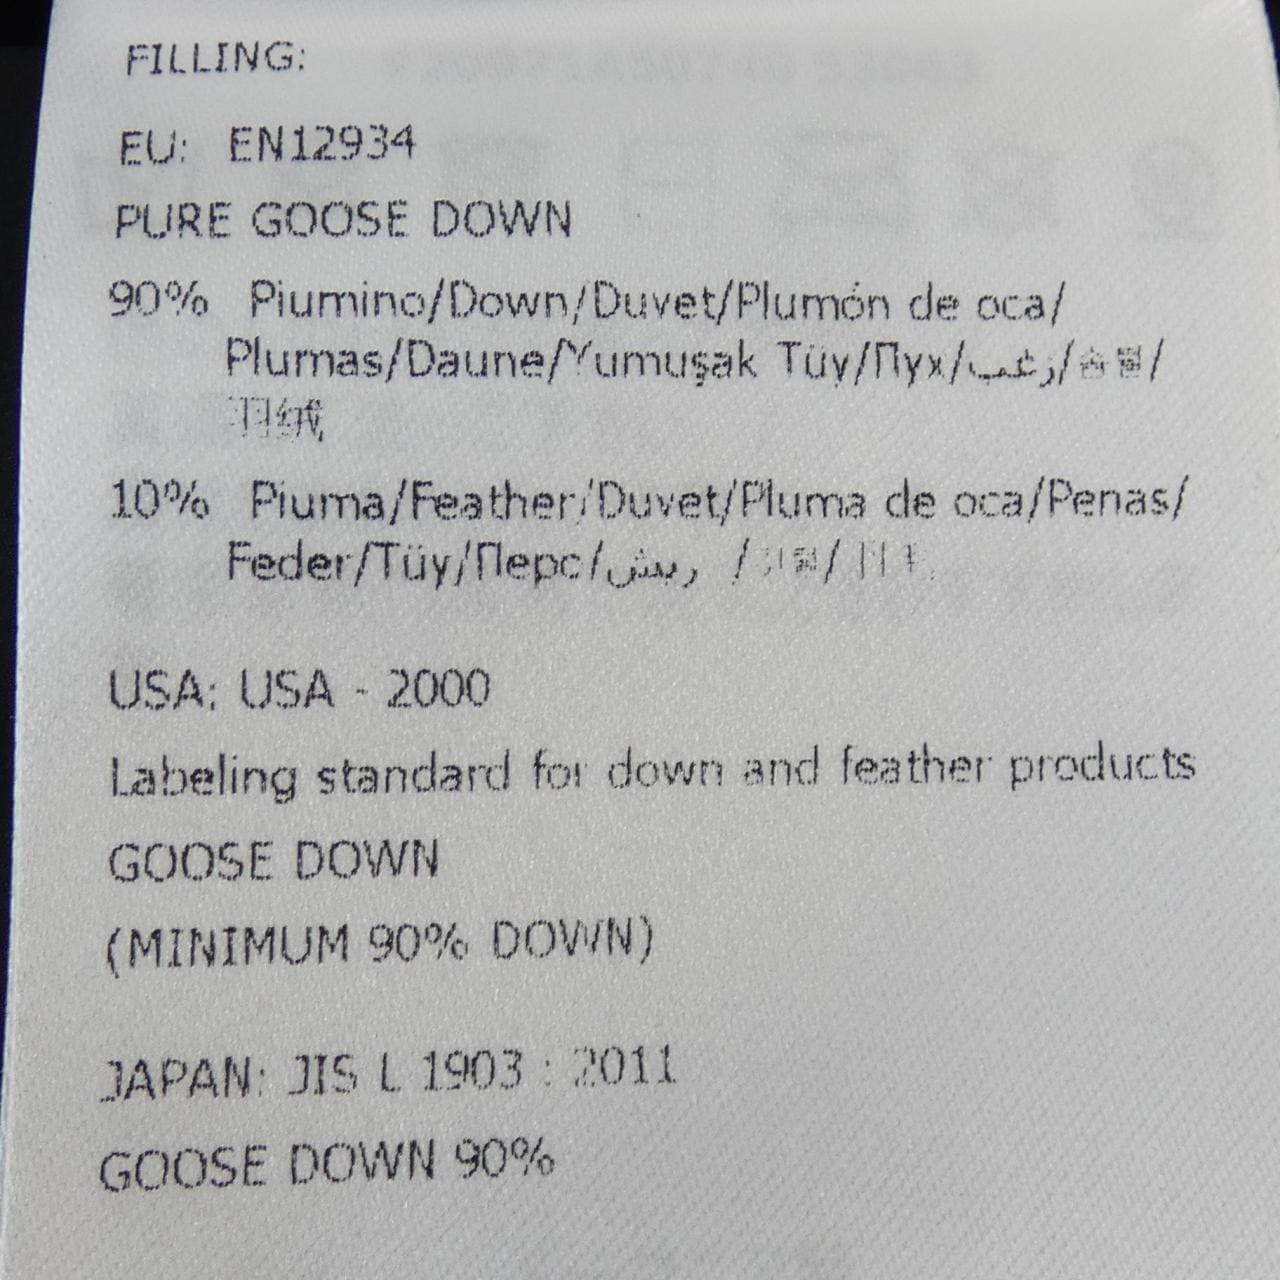 FILLING:
EU: EN12934
PURE GOOSE DOWN
90% Piumino/Down/Duvet/Plumón de oca/
Plumas/Daune/Yumuşak Tüy/Пух/زغب/솜털/
羽绒
10% Piuma/Feather/Duvet/Pluma de oca/Penas/
Feder/Tüy/Перо/ريش /
USA: USA - 2000
Labeling standard for down and feather products
GOOSE DOWN
(MINIMUM 90% DOWN)
JAPAN: JIS L 1903 : 2011
GOOSE DOWN 90%